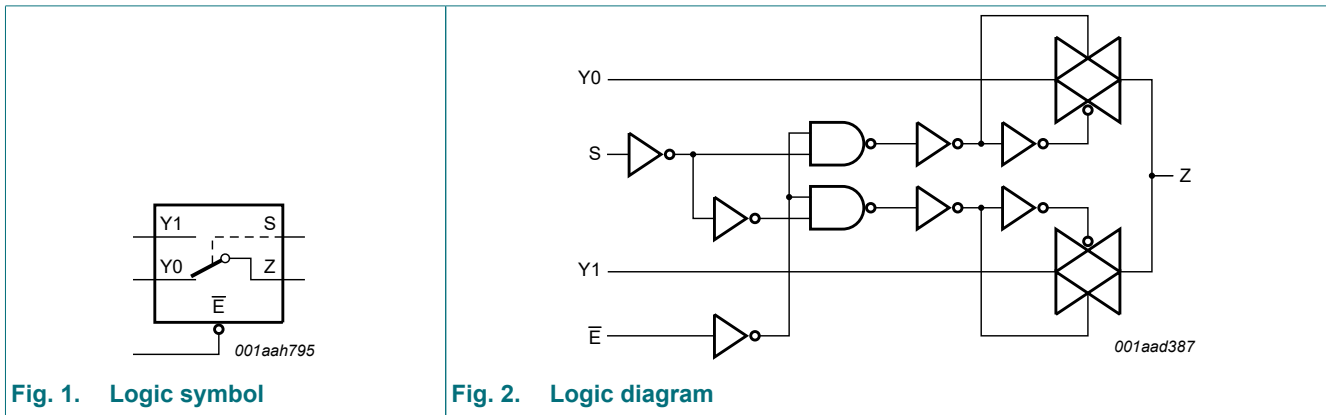 Y1 S
Y0 Z
E̅
001aah795
Fig. 1. Logic symbol
Y0
S
Z
Y1
E̅
001aad387
Fig. 2. Logic diagram